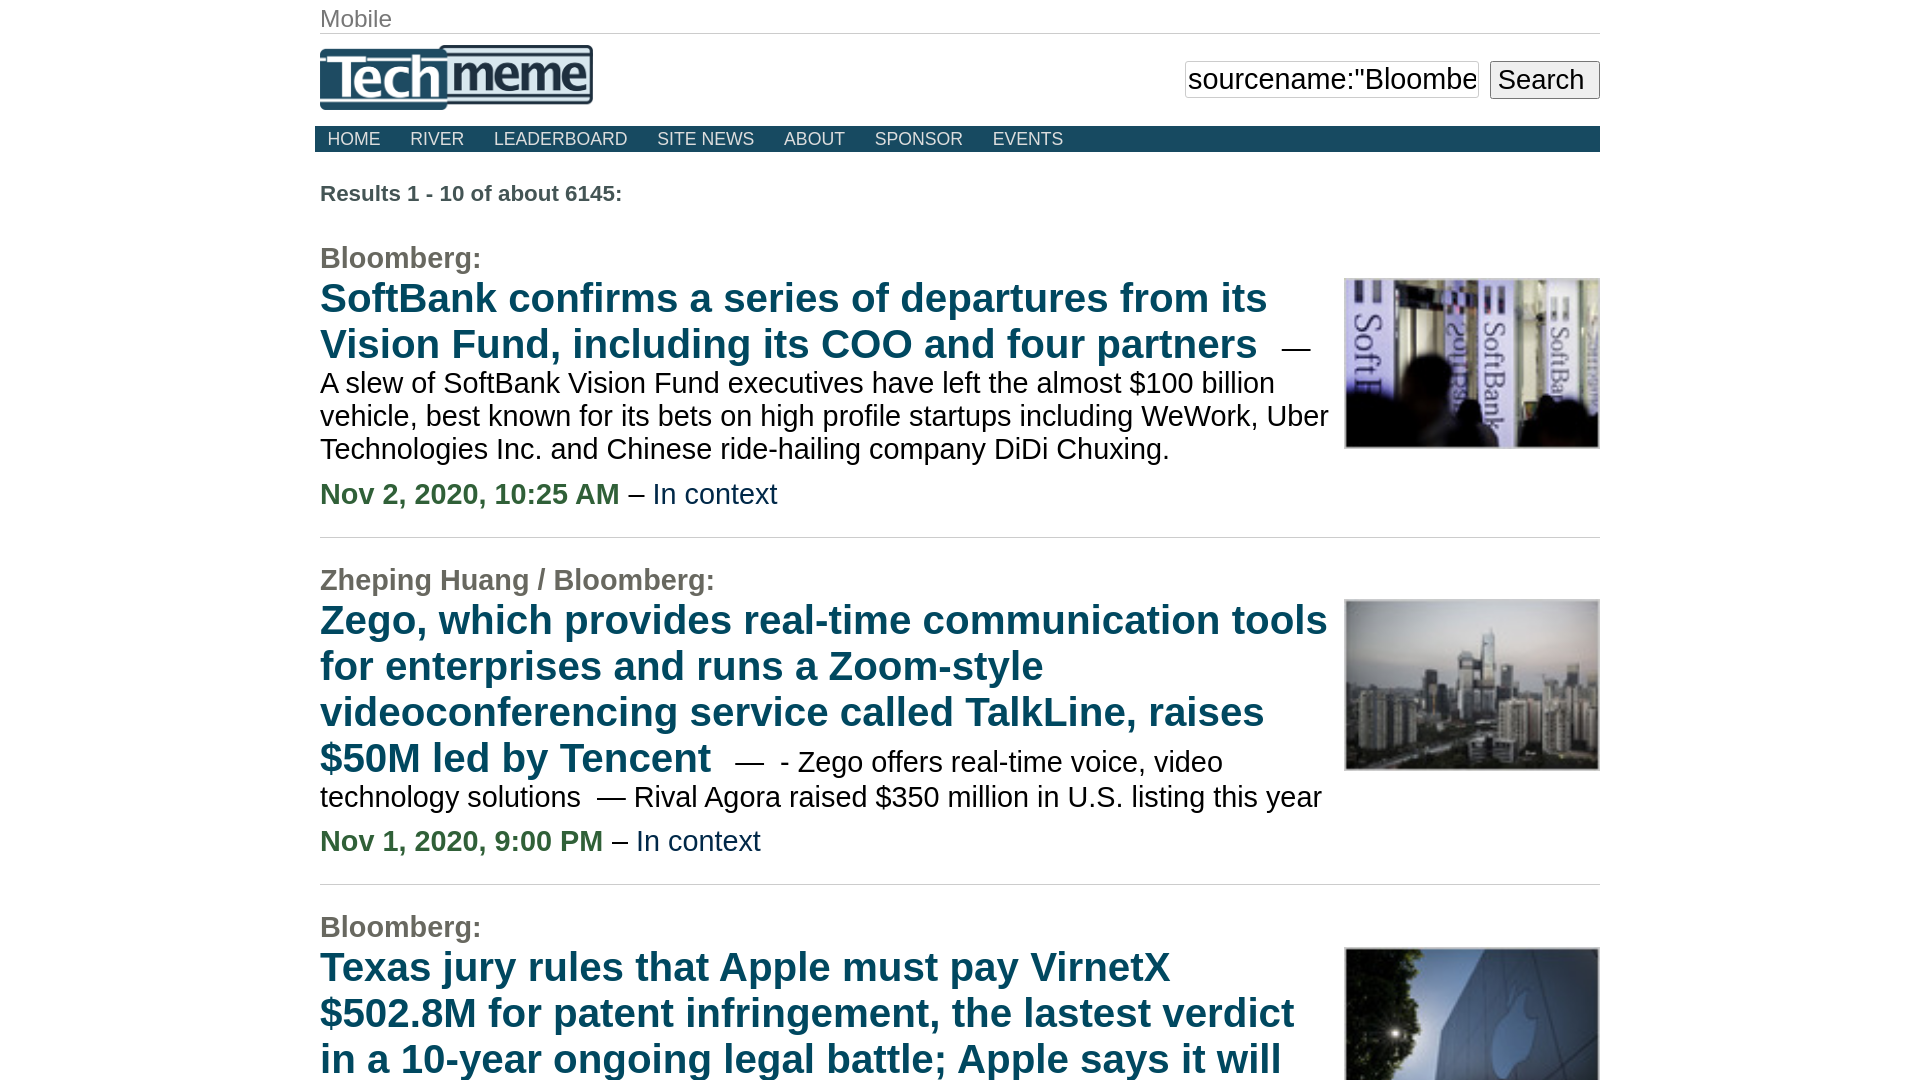 Mobile
Techmeme
sourcename:"Bloombe
Search
HOME RIVER LEADERBOARD SITE NEWS ABOUT SPONSOR EVENTS
Results 1 - 10 of about 6145:
Bloomberg:
SoftBank confirms a series of departures from its
Vision Fund, including its COO and four partners —
A slew of SoftBank Vision Fund executives have left the almost $100 billion
vehicle, best known for its bets on high profile startups including WeWork, Uber
Technologies Inc. and Chinese ride-hailing company DiDi Chuxing.
Nov 2, 2020, 10:25 AM – In context
SoftBank
SoftBank
Zheping Huang / Bloomberg:
Zego, which provides real-time communication tools
for enterprises and runs a Zoom-style
videoconferencing service called TalkLine, raises
$50M led by Tencent — - Zego offers real-time voice, video
technology solutions — Rival Agora raised $350 million in U.S. listing this year
Nov 1, 2020, 9:00 PM – In context
Bloomberg:
Texas jury rules that Apple must pay VirnetX
$502.8M for patent infringement, the lastest verdict
in a 10-year ongoing legal battle; Apple says it will